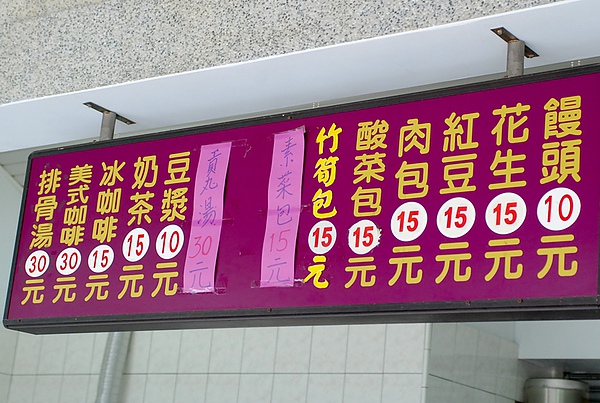 饅頭10元
花生15元
紅豆15元
肉包15元
酸菜包15元
竹筍包15元
素菜包15元
貢丸湯30元
豆漿10元
奶茶15元
冰咖啡15元
美式咖啡30元
排骨湯30元